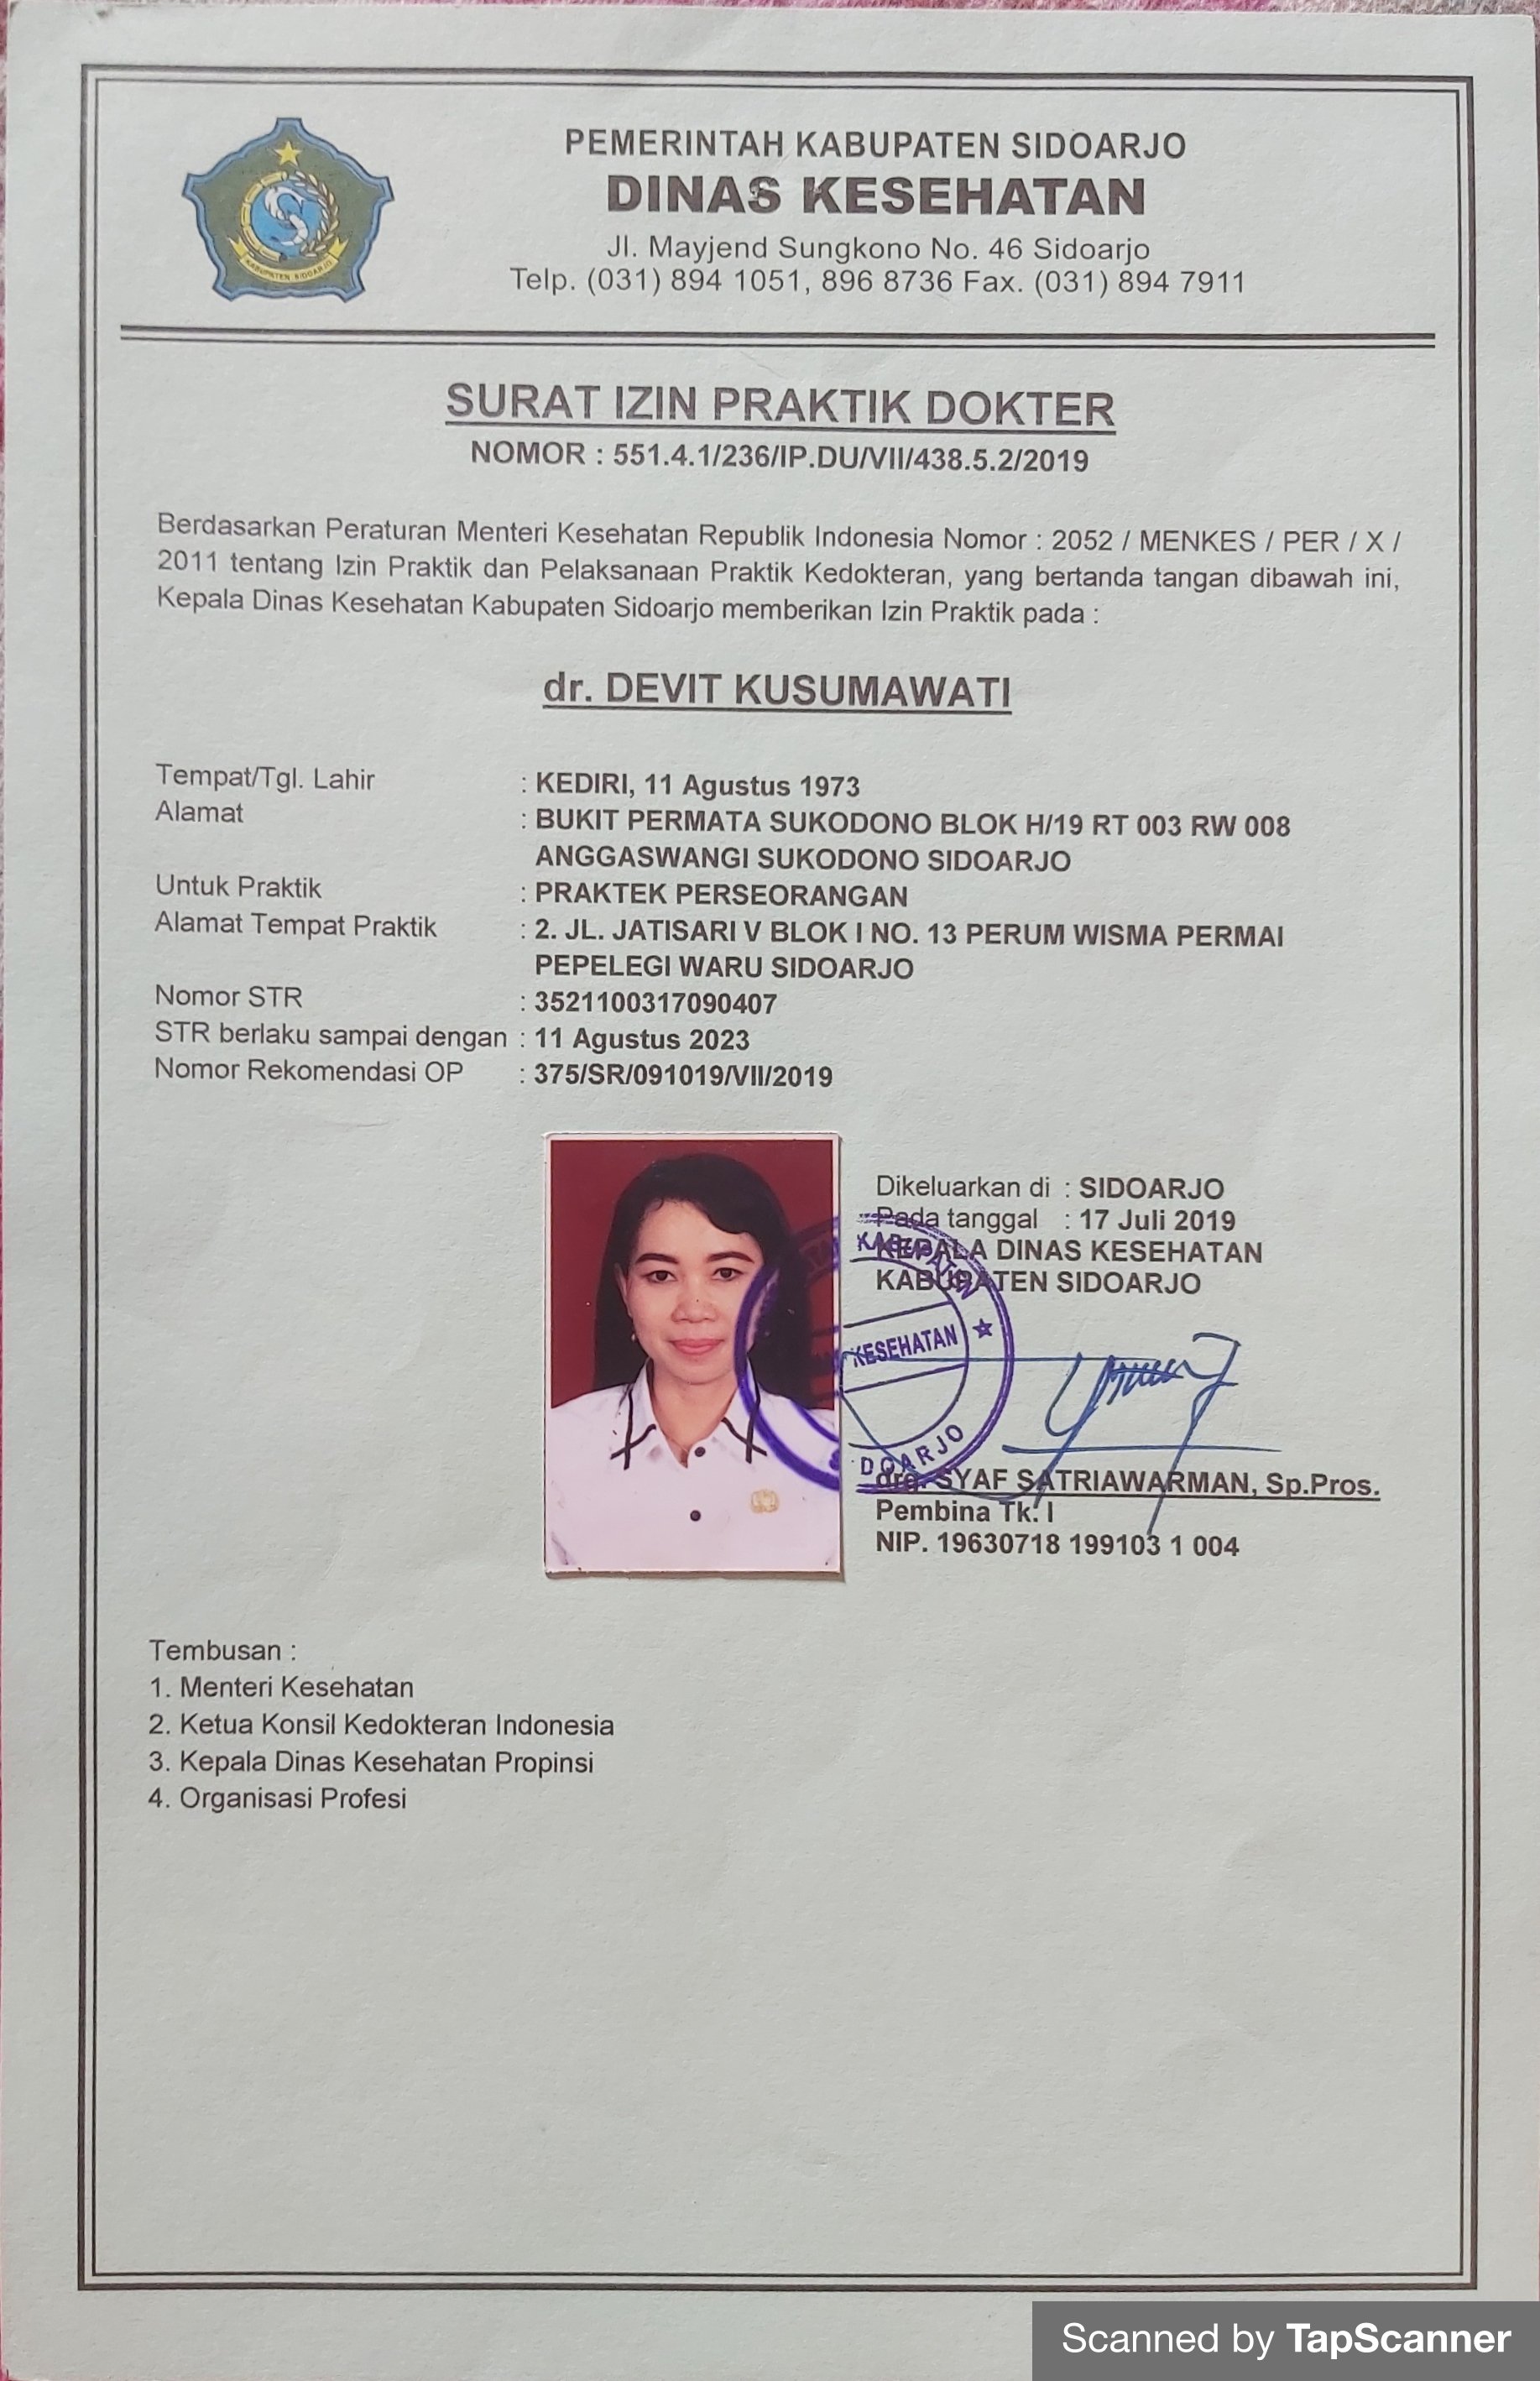 PEMERINTAH KABUPATEN SIDOARJO
DINAS KESEHATAN
Jl. Mayjend Sungkono No. 46 Sidoarjo
Telp. (031) 894 1051, 896 8736 Fax. (031) 894 7911
KABUPATEN SIDOARJO
SURAT IZIN PRAKTIK DOKTER
NOMOR : 551.4.1/236/IP.DU/VII/438.5.2/2019
Berdasarkan Peraturan Menteri Kesehatan Republik Indonesia Nomor : 2052 / MENKES / PER / X /
2011 tentang Izin Praktik dan Pelaksanaan Praktik Kedokteran, yang bertanda tangan dibawah ini,
Kepala Dinas Kesehatan Kabupaten Sidoarjo memberikan Izin Praktik pada :
dr. DEVIT KUSUMAWATI
Tempat/Tgl. Lahir : KEDIRI, 11 Agustus 1973
Alamat : BUKIT PERMATA SUKODONO BLOK H/19 RT 003 RW 008
ANGGASWANGI SUKODONO SIDOARJO
Untuk Praktik : PRAKTEK PERSEORANGAN
Alamat Tempat Praktik : 2. JL. JATISARI V BLOK I NO. 13 PERUM WISMA PERMAI
PEPELEGI WARU SIDOARJO
Nomor STR : 3521100317090407
STR berlaku sampai dengan : 11 Agustus 2023
Nomor Rekomendasi OP : 375/SR/091019/VII/2019
Dikeluarkan di : SIDOARJO
Pada tanggal : 17 Juli 2019
KEPALA DINAS KESEHATAN
KABUPATEN SIDOARJO
KABUPATEN
KESEHATAN
DOARJO
drg. SYAF SATRIAWARMAN, Sp.Pros.
Pembina Tk. I
NIP. 19630718 199103 1 004
Tembusan :
1. Menteri Kesehatan
2. Ketua Konsil Kedokteran Indonesia
3. Kepala Dinas Kesehatan Propinsi
4. Organisasi Profesi
Scanned by TapScanner